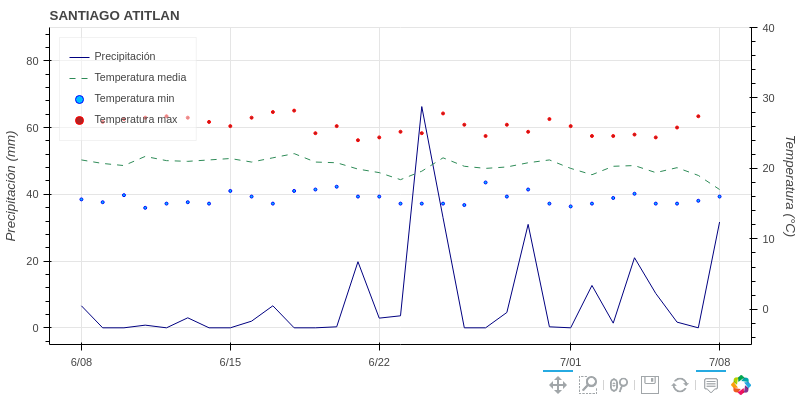 SANTIAGO ATITLAN
Precipitación
Temperatura media
Temperatura min
Temperatura max
Precipitación (mm)
0
20
40
60
80
Temperatura (°C)
0
10
20
30
40
6/08
6/15
6/22
7/01
7/08